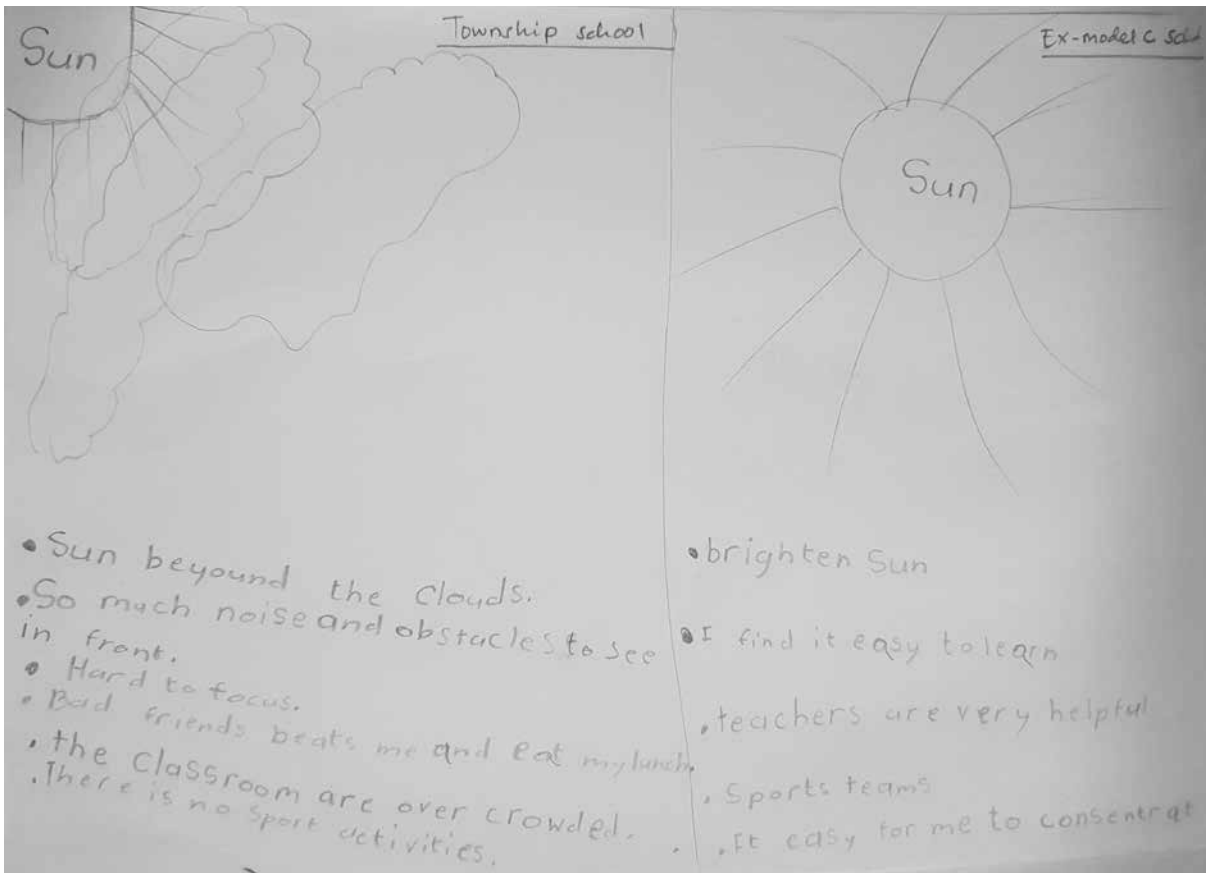 Township school
Sun
• Sun beyound the clouds.
• So much noise and obstacles to see
in front.
• Hard to focus.
• Bad friends beats me and eat my lunch.
. the classroom are over crowded.
. There is no sport activities.
Ex-model C
Sun
• brighten Sun
• I find it easy to learn
. teachers are very helpful
. Sports teams
. It easy for me to consentrat